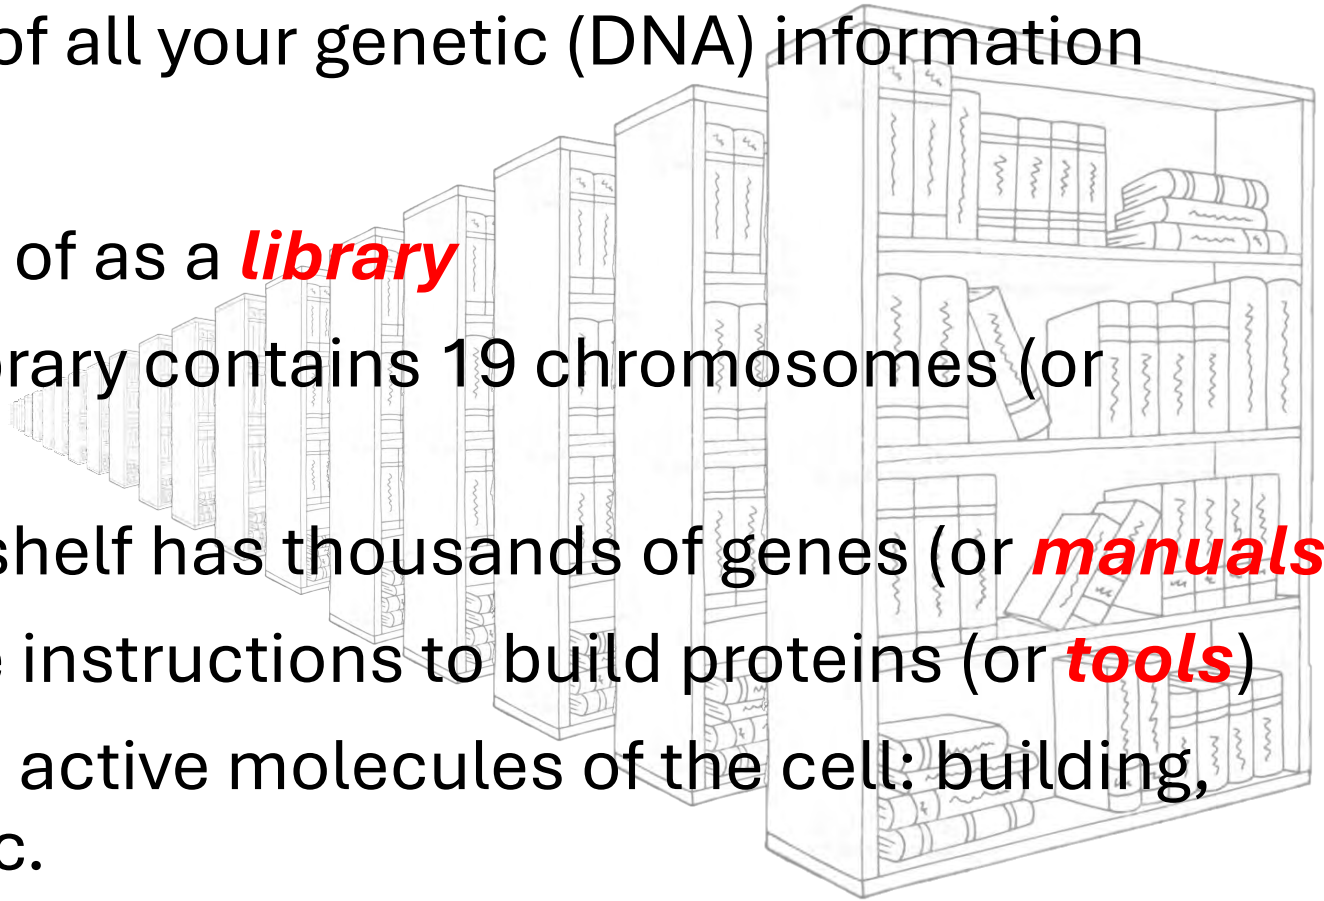 of all your genetic (DNA) information
of as a library
rary contains 19 chromosomes (or
shelf has thousands of genes (or manuals
instructions to build proteins (or tools)
active molecules of the cell: building,
c.